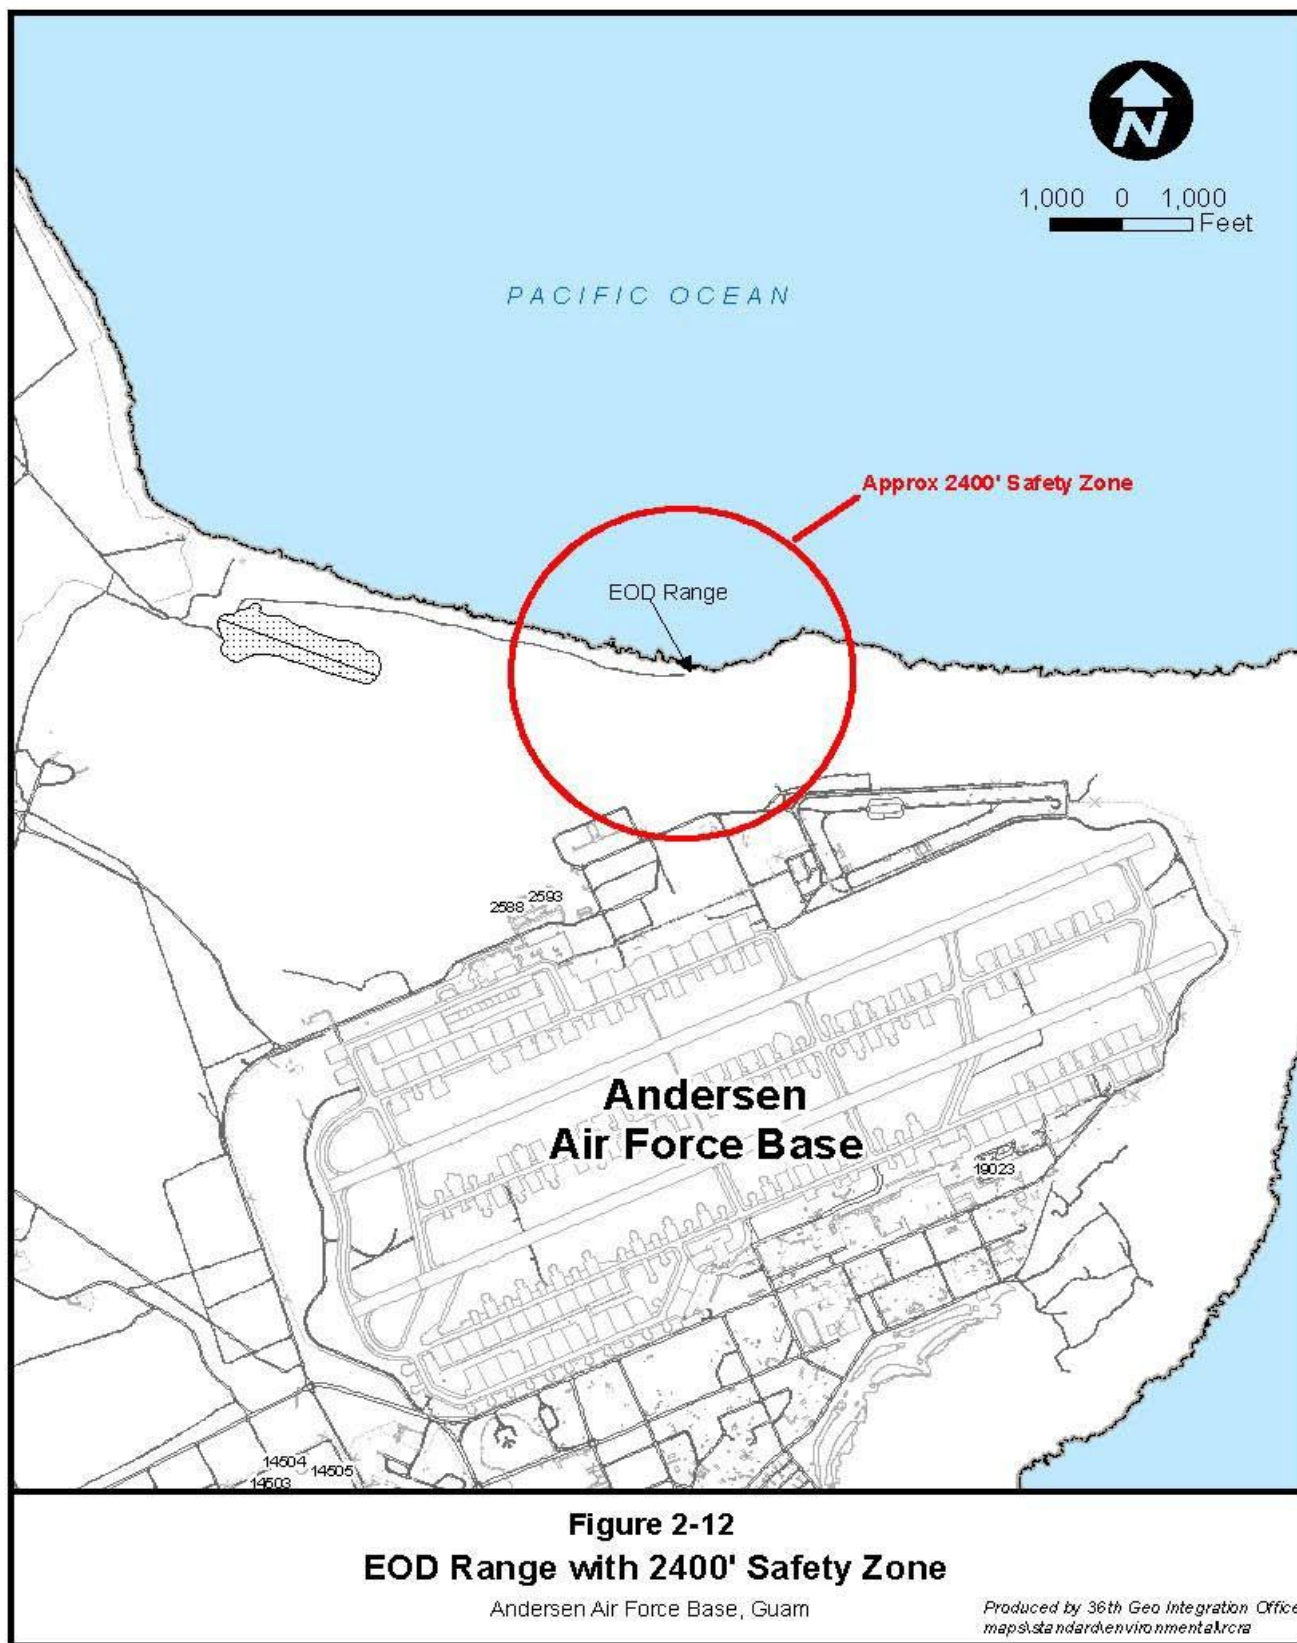 N
1,000 0 1,000
Feet
PACIFIC OCEAN
Approx 2400' Safety Zone
EOD Range
2588 2593
Andersen
Air Force Base
19023
14504
14505
14503
Figure 2-12
EOD Range with 2400' Safety Zone
Andersen Air Force Base, Guam
Produced by 36th Geo Integration Office
maps\standard\environmental\rcra